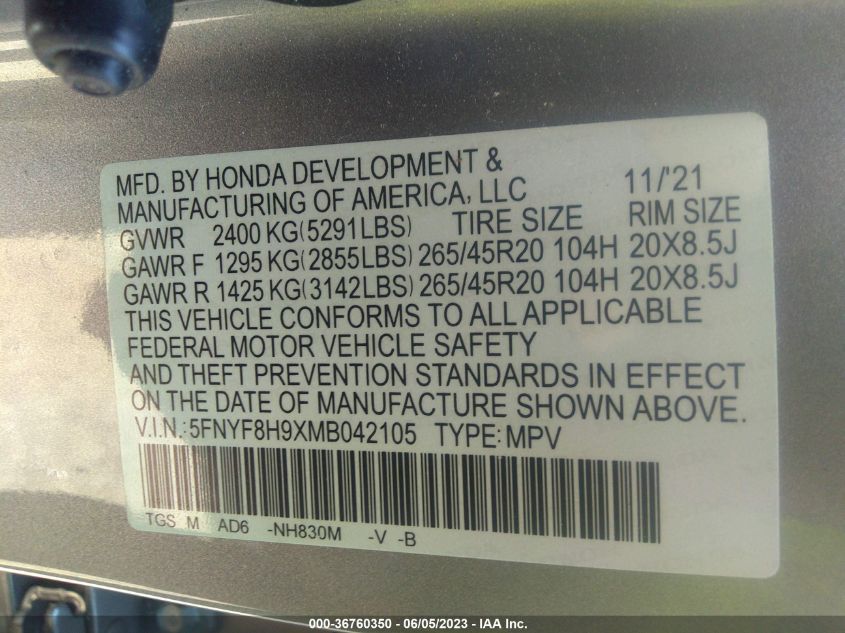 MFD. BY HONDA DEVELOPMENT & 11/'21
MANUFACTURING OF AMERICA, LLC
GVWR 2400 KG(5291LBS) TIRE SIZE RIM SIZE
GAWR F 1295 KG(2855LBS) 265/45R20 104H 20X8.5J
GAWR R 1425 KG(3142LBS) 265/45R20 104H 20X8.5J
THIS VEHICLE CONFORMS TO ALL APPLICABLE
FEDERAL MOTOR VEHICLE SAFETY
AND THEFT PREVENTION STANDARDS IN EFFECT
ON THE DATE OF MANUFACTURE SHOWN ABOVE.
V.I.N.:5FNYF8H9XMB042105 TYPE:MPV
TGS M AD6 -NH830M -V -B
000-36760350 - 06/05/2023 - IAA Inc.